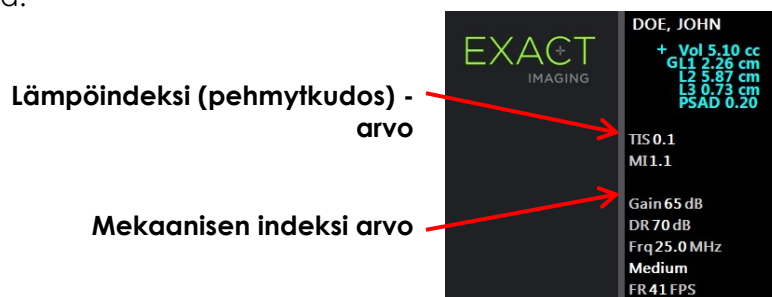 a.
Lämpöindeksi (pehmytkudos) -
arvo
Mekaanisen indeksi arvo
EXACT
IMAGING
DOE, JOHN
+ Vol 5.10 cc
GL1 2.26 cm
L2 5.87 cm
L3 0.73 cm
PSAD 0.20
TIS 0.1
MI 1.1
Gain 65 dB
DR 70 dB
Frq 25.0 MHz
Medium
FR 41 FPS